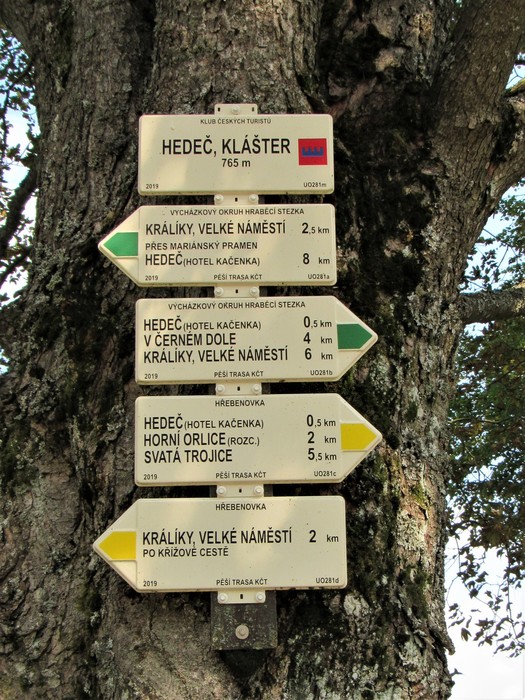 KLUB ČESKÝCH TURISTŮ
HEDEČ, KLÁŠTER
765 m
2019 UO281m
VYCHÁZKOVÝ OKRUH HRABĚCÍ STEZKA
KRÁLÍKY, VELKÉ NÁMĚSTÍ 2,5 km
PŘES MARIÁNSKÝ PRAMEN
HEDEČ (HOTEL KAČENKA) 8 km
2019 PĚŠÍ TRASA KČT UO281a
VYCHÁZKOVÝ OKRUH HRABĚCÍ STEZKA
HEDEČ (HOTEL KAČENKA) 0,5 km
V ČERNÉM DOLE 4 km
KRÁLÍKY, VELKÉ NÁMĚSTÍ 6 km
2019 PĚŠÍ TRASA KČT UO281b
HŘEBENOVKA
HEDEČ (HOTEL KAČENKA) 0,5 km
HORNÍ ORLICE (ROZC.) 2 km
SVATÁ TROJICE 5,5 km
2019 PĚŠÍ TRASA KČT UO281c
HŘEBENOVKA
KRÁLÍKY, VELKÉ NÁMĚSTÍ 2 km
PO KŘÍŽOVÉ CESTĚ
2019 PĚŠÍ TRASA KČT UO281d